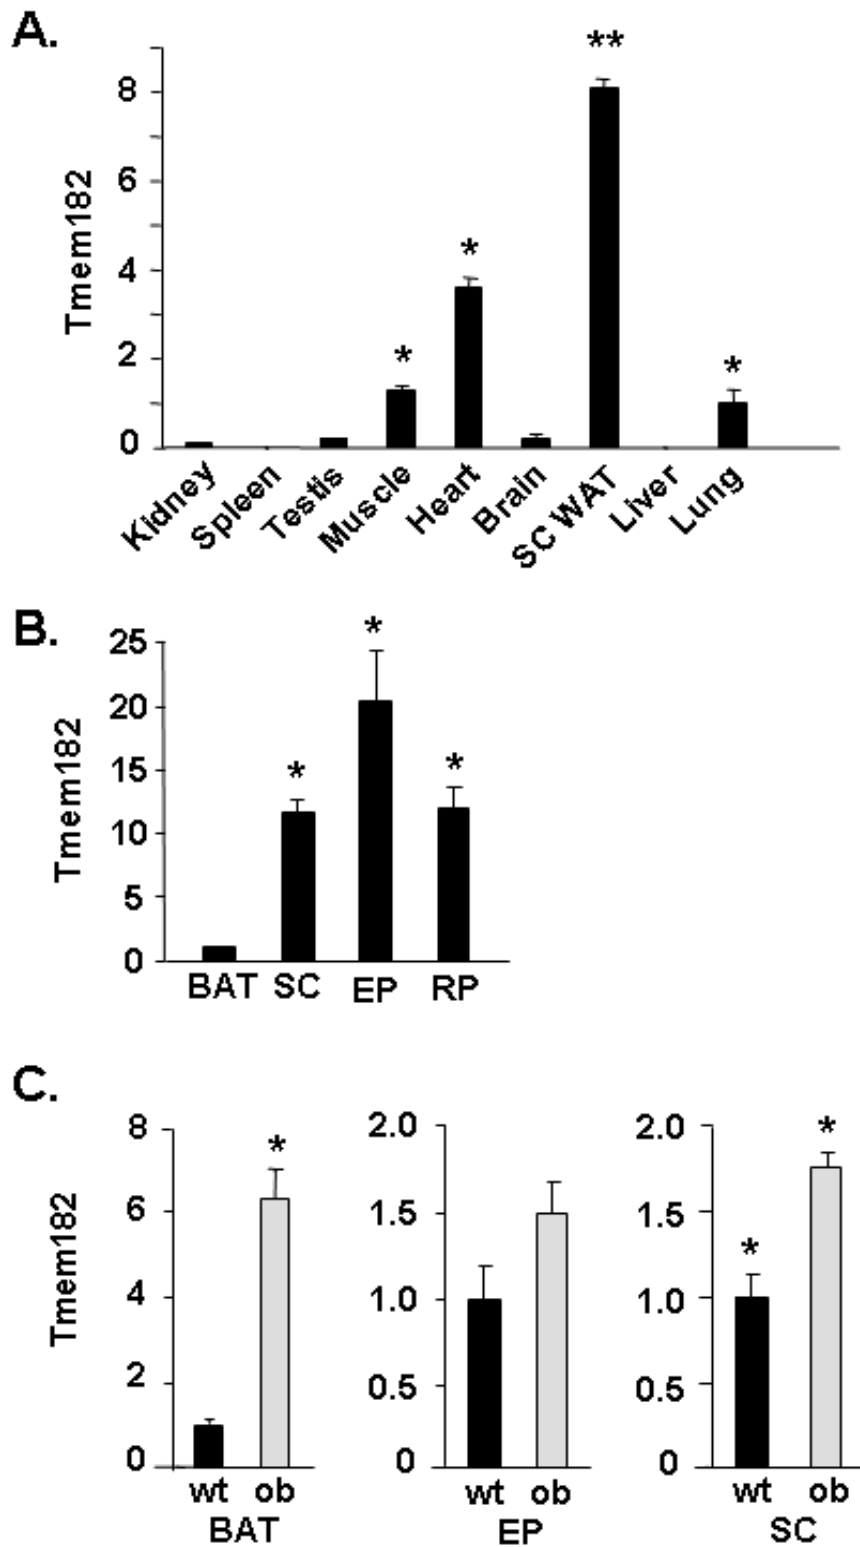 A.
**
8
6
4
2
0
Tmem182
*
*
*
Kidney
Spleen
Testis
Muscle
Heart
Brain
SC WAT
Liver
Lung
B.
25
20
15
10
5
0
Tmem182
*
*
*
BAT SC EP RP
C.
8
6
4
2
0
Tmem182
*
wt ob
BAT
2.0
1.5
1.0
0.5
0
wt ob
EP
2.0
1.5
1.0
0.5
0
*
*
wt ob
SC